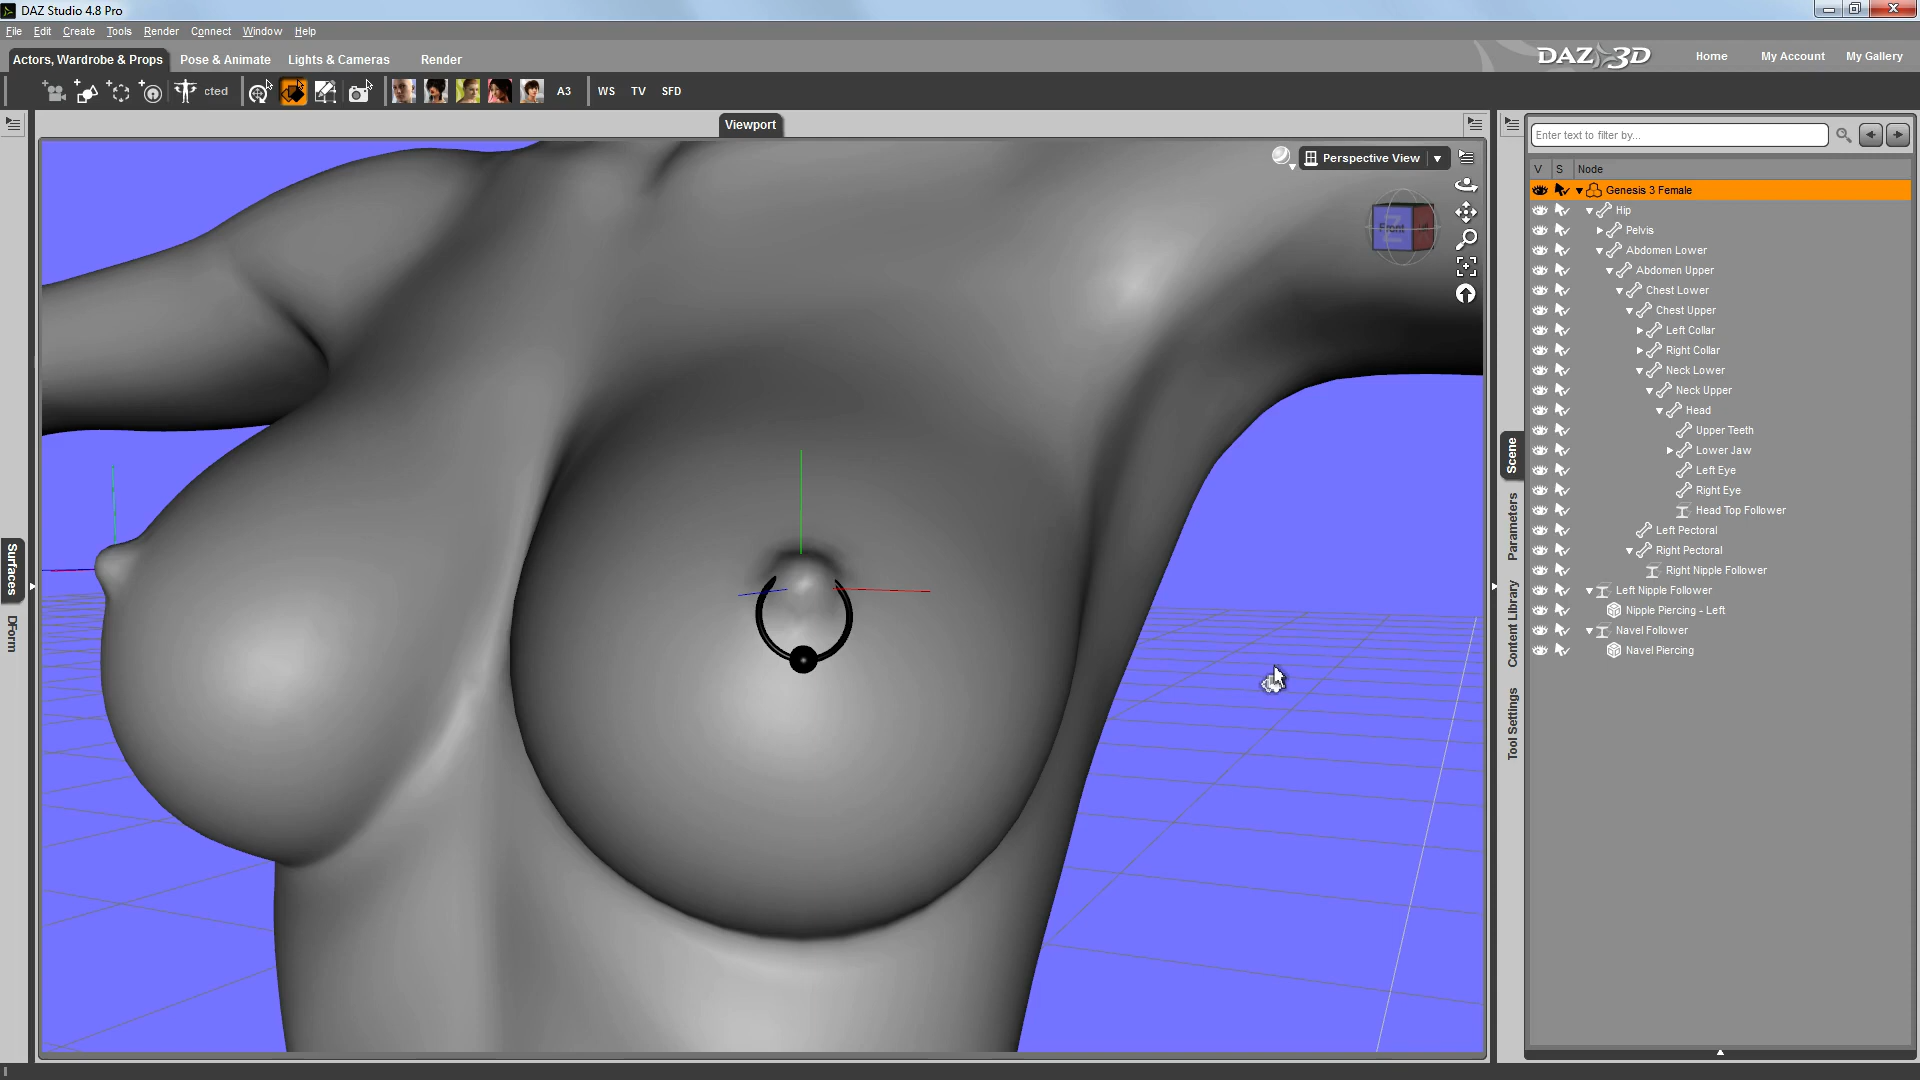 DAZ Studio 4.8 Pro
File Edit Create Tools Render Connect Window Help
Actors, Wardrobe & Props Pose & Animate Lights & Cameras Render
DAZ 3D Home My Account My Gallery
cted A3 WS TV SFD
Viewport
Perspective View
Front
Surfaces
DForm
Scene
Parameters
Content Library
Tool Settings
Enter text to filter by...
V S Node
Genesis 3 Female
Hip
Pelvis
Abdomen Lower
Abdomen Upper
Chest Lower
Chest Upper
Left Collar
Right Collar
Neck Lower
Neck Upper
Head
Upper Teeth
Lower Jaw
Left Eye
Right Eye
Head Top Follower
Left Pectoral
Right Pectoral
Right Nipple Follower
Left Nipple Follower
Nipple Piercing - Left
Navel Follower
Navel Piercing